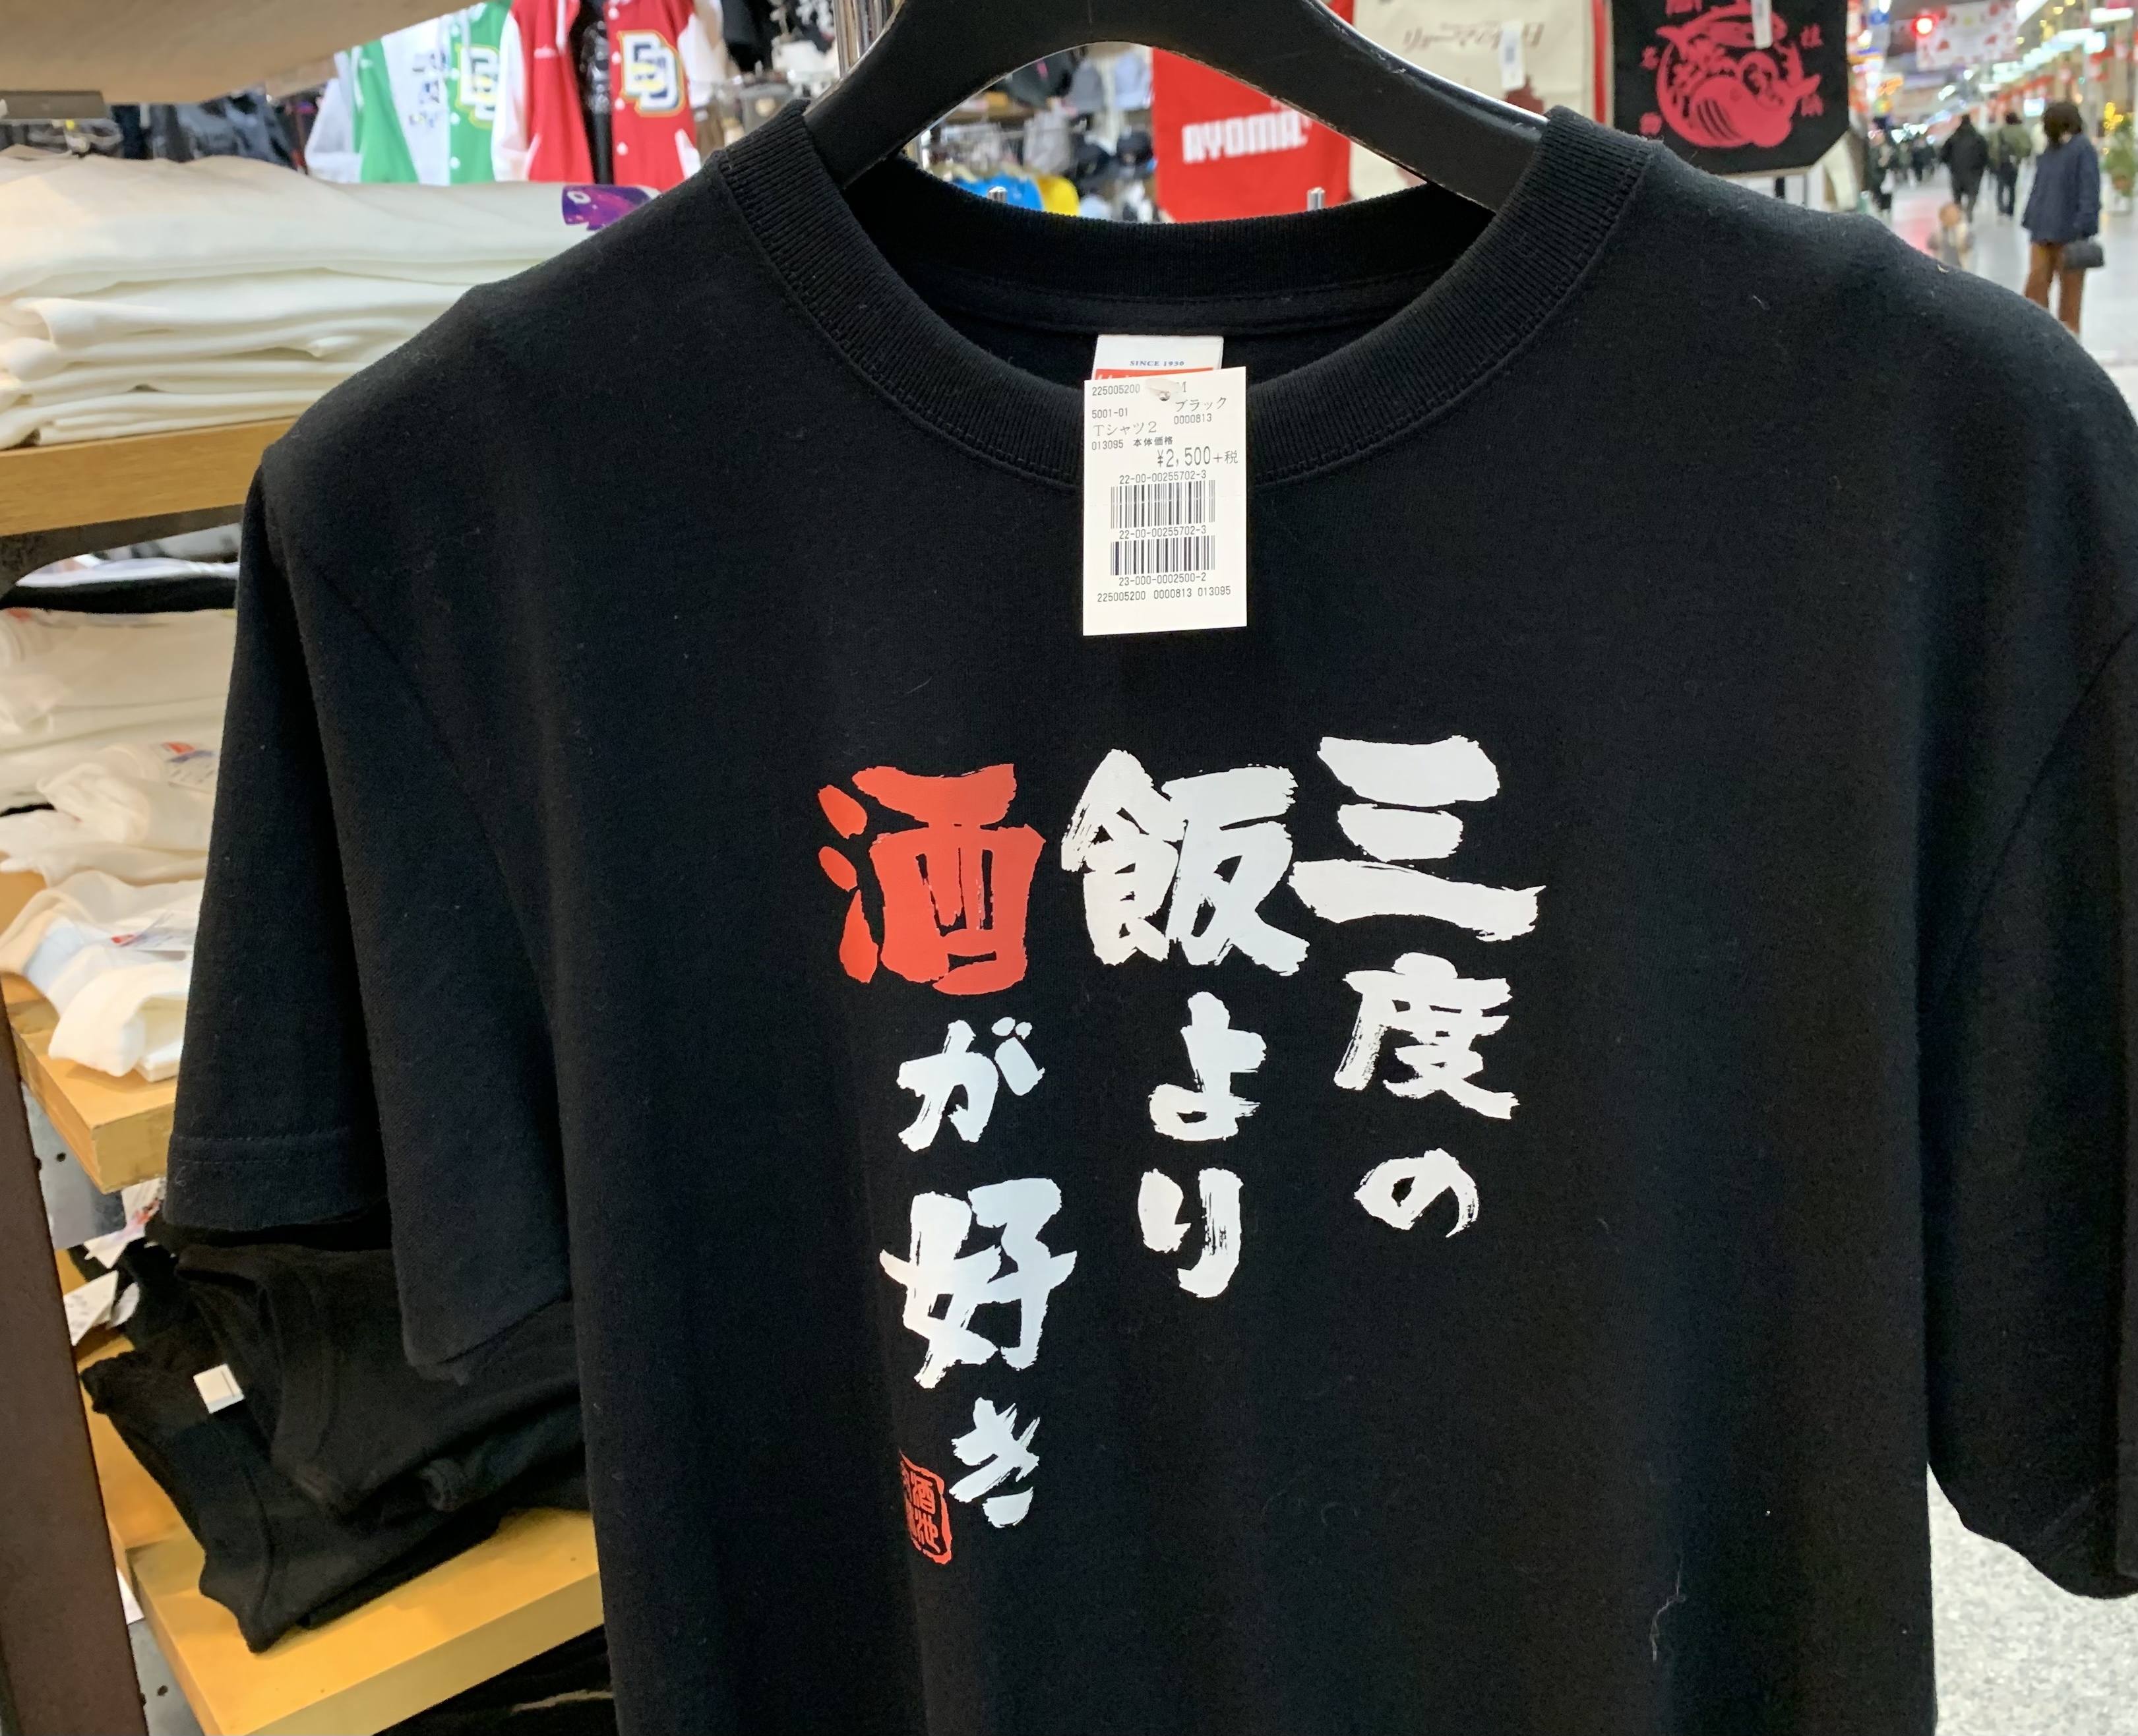 三度の
飯より
酒が好き
SINCE 1930
225005200 M
5001-01 ブラック
Tシャツ2 0000813
013095 本体価格
¥2,500+税
22-00-00255702-3
22-00-00255702-3
23-000-0002500-2
225005200 0000813 013095
RYOMA